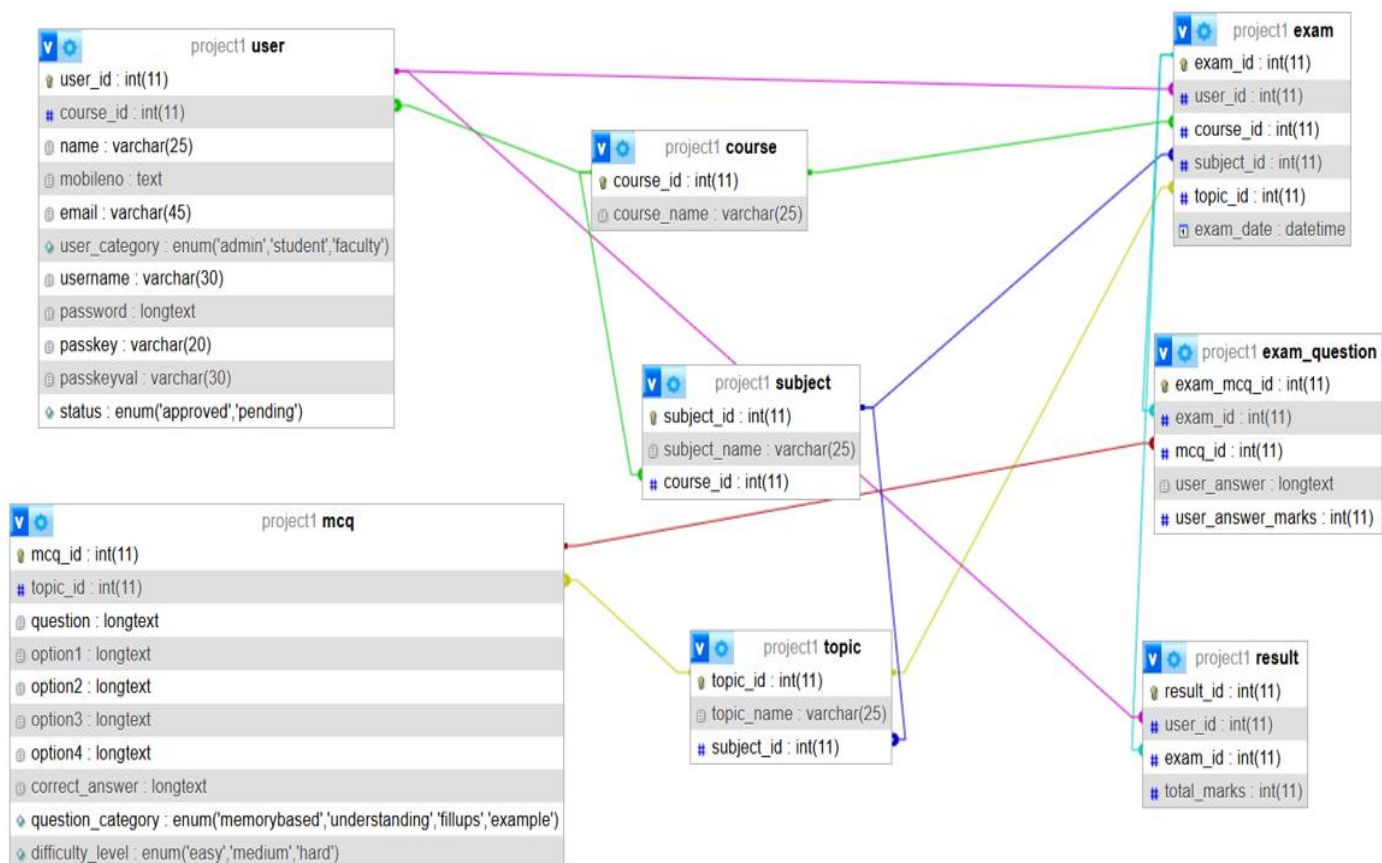 project1 user
user_id : int(11)
course_id : int(11)
name : varchar(25)
mobileno : text
email : varchar(45)
user_category : enum('admin','student','faculty')
username : varchar(30)
password : longtext
passkey : varchar(20)
passkeyval : varchar(30)
status : enum('approved','pending')
project1 course
course_id : int(11)
course_name : varchar(25)
project1 exam
exam_id : int(11)
user_id : int(11)
course_id : int(11)
subject_id : int(11)
topic_id : int(11)
exam_date : datetime
project1 subject
subject_id : int(11)
subject_name : varchar(25)
course_id : int(11)
project1 exam_question
exam_mcq_id : int(11)
exam_id : int(11)
mcq_id : int(11)
user_answer : longtext
user_answer_marks : int(11)
project1 mcq
mcq_id : int(11)
topic_id : int(11)
question : longtext
option1 : longtext
option2 : longtext
option3 : longtext
option4 : longtext
correct_answer : longtext
question_category : enum('memorybased','understanding','fillups','example')
difficulty_level : enum('easy','medium','hard')
project1 topic
topic_id : int(11)
topic_name : varchar(25)
subject_id : int(11)
project1 result
result_id : int(11)
user_id : int(11)
exam_id : int(11)
total_marks : int(11)